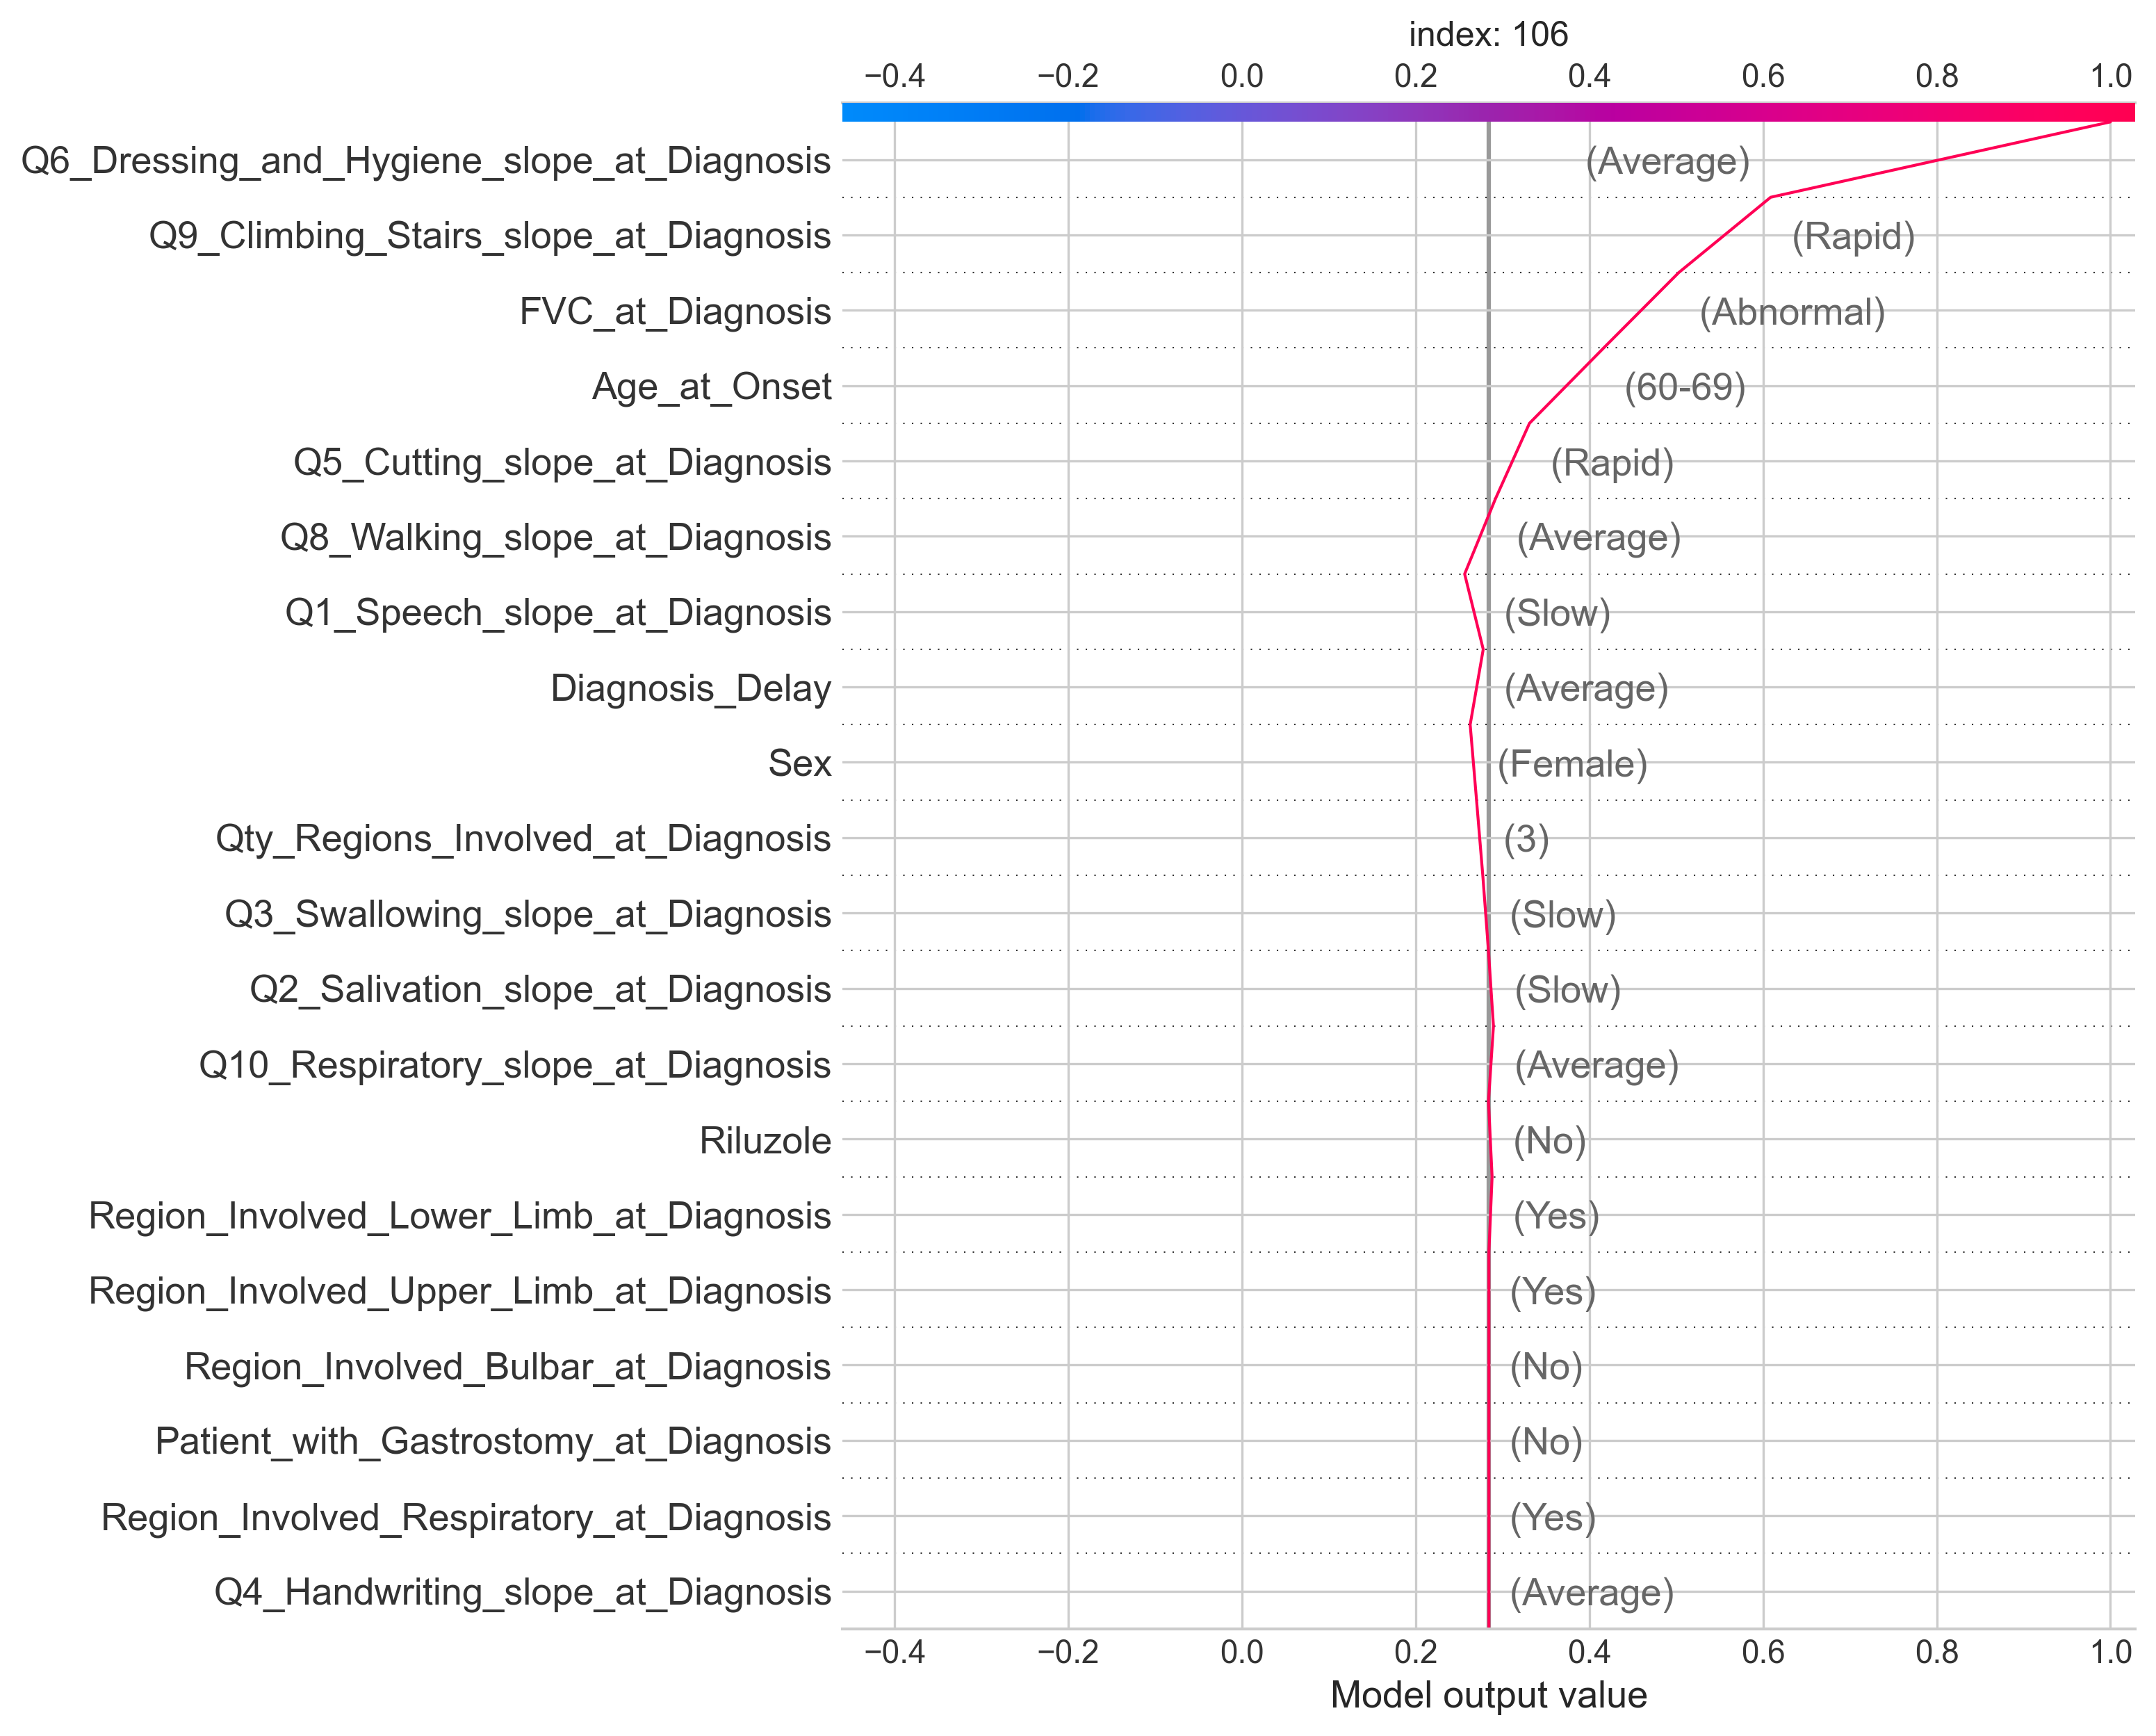 index: 106
−0.4 −0.2 0.0 0.2 0.4 0.6 0.8 1.0
Q6_Dressing_and_Hygiene_slope_at_Diagnosis (Average)
Q9_Climbing_Stairs_slope_at_Diagnosis (Rapid)
FVC_at_Diagnosis (Abnormal)
Age_at_Onset (60-69)
Q5_Cutting_slope_at_Diagnosis (Rapid)
Q8_Walking_slope_at_Diagnosis (Average)
Q1_Speech_slope_at_Diagnosis (Slow)
Diagnosis_Delay (Average)
Sex (Female)
Qty_Regions_Involved_at_Diagnosis (3)
Q3_Swallowing_slope_at_Diagnosis (Slow)
Q2_Salivation_slope_at_Diagnosis (Slow)
Q10_Respiratory_slope_at_Diagnosis (Average)
Riluzole (No)
Region_Involved_Lower_Limb_at_Diagnosis (Yes)
Region_Involved_Upper_Limb_at_Diagnosis (Yes)
Region_Involved_Bulbar_at_Diagnosis (No)
Patient_with_Gastrostomy_at_Diagnosis (No)
Region_Involved_Respiratory_at_Diagnosis (Yes)
Q4_Handwriting_slope_at_Diagnosis (Average)
−0.4 −0.2 0.0 0.2 0.4 0.6 0.8 1.0
Model output value